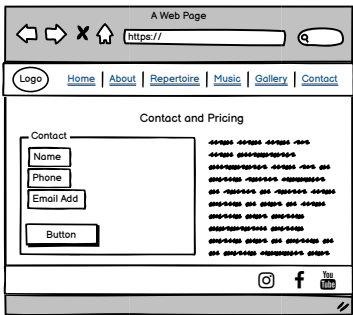 A Web Page
https://
Logo Home About Repertoire Music Gallery Contact
Contact and Pricing
Contact
Name
Phone
Email Add
Button
You
Tube